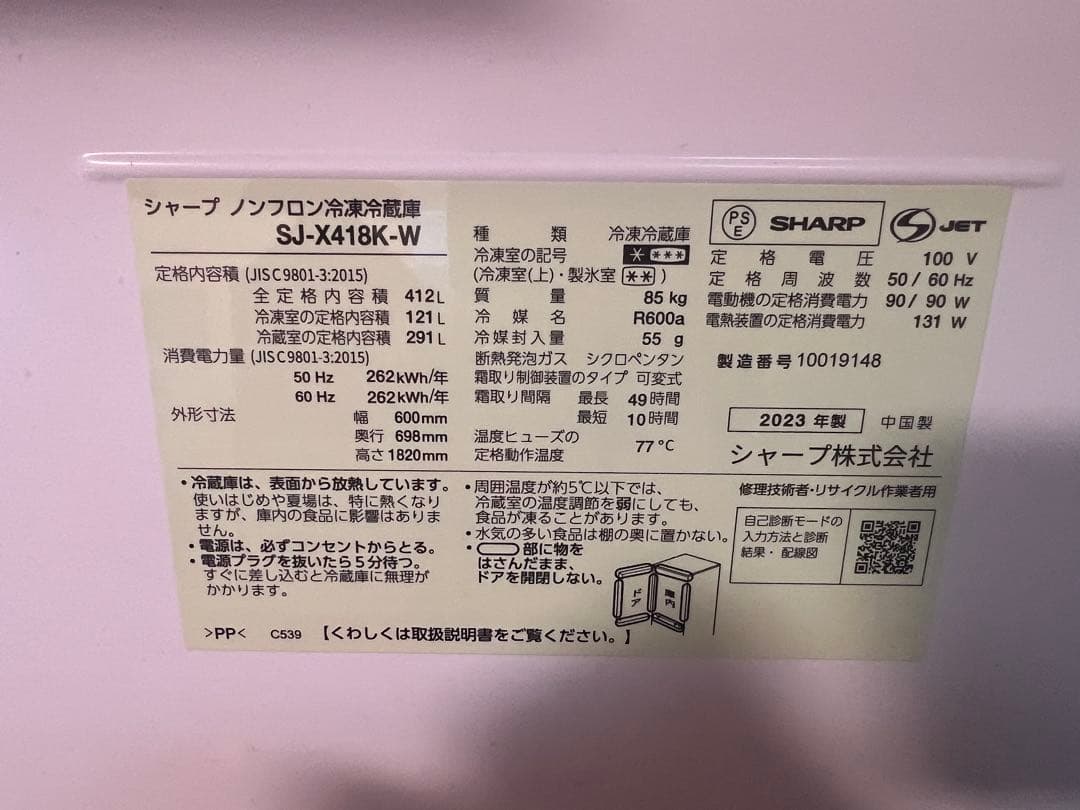 シャープ ノンフロン冷凍冷蔵庫
SJ-X418K-W
定格内容積 (JIS C 9801-3:2015)
全定格内容積 412L
冷凍室の定格内容積 121L
冷蔵室の定格内容積 291L
消費電力量 (JIS C 9801-3:2015)
50 Hz 262kWh/年
60 Hz 262kWh/年
外形寸法 幅 600mm
奥行 698mm
高さ 1820mm
種類 冷凍冷蔵庫
冷凍室の記号 * ***
(冷凍室(上)・製氷室 **)
質量 85 kg
冷媒名 R600a
冷媒封入量 55 g
断熱発泡ガス シクロペンタン
霜取り制御装置のタイプ 可変式
霜取り間隔 最長 49時間
最短 10時間
温度ヒューズの
定格動作温度 77℃
PSE SHARP S JET
定格電圧 100 V
定格周波数 50/60 Hz
電動機の定格消費電力 90/90 W
電熱装置の定格消費電力 131 W
製造番号 10019148
2023 年製 中国製
シャープ株式会社
・冷蔵庫は、表面から放熱しています。
使いはじめや夏場は、特に熱くなり
ますが、庫内の食品に影響はありま
せん。
・電源は、必ずコンセントからとる。
・電源プラグを抜いたら5分待つ。
すぐに差し込むと冷蔵庫に無理が
かかります。
・周囲温度が約5℃以下では、
冷蔵室の温度調節を弱にしても、
食品が凍ることがあります。
・水気の多い食品は棚の奥に置かない。
・部に物を
はさんだまま、
ドアを開閉しない。
ドア
庫内
修理技術者・リサイクル作業者用
自己診断モードの
入力方法と診断
結果・配線図
>PP< C539 【くわしくは取扱説明書をご覧ください。】